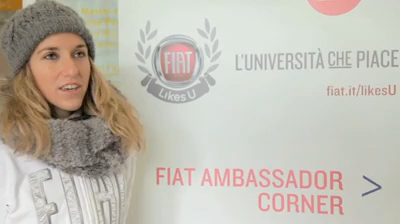 FIAT
Likes U
L'UNIVERSITÀ CHE PIACE
fiat.it/likesU
FIAT AMBASSADOR
CORNER >